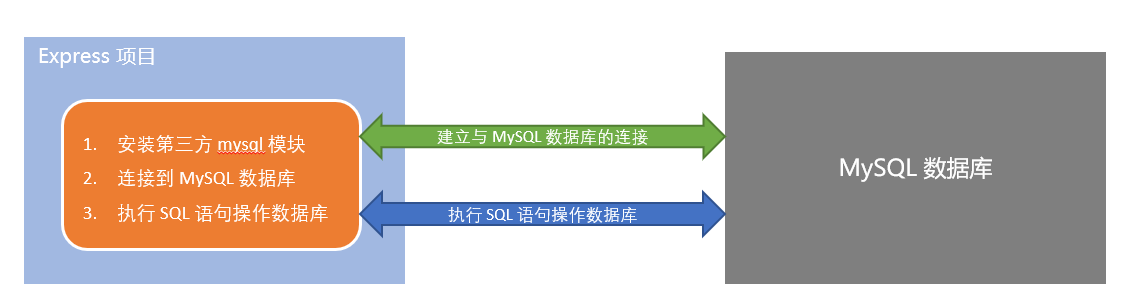 Express 项目
1. 安装第三方 mysql 模块
2. 连接到 MySQL 数据库
3. 执行 SQL 语句操作数据库
建立与 MySQL 数据库的连接
执行 SQL 语句操作数据库
MySQL 数据库